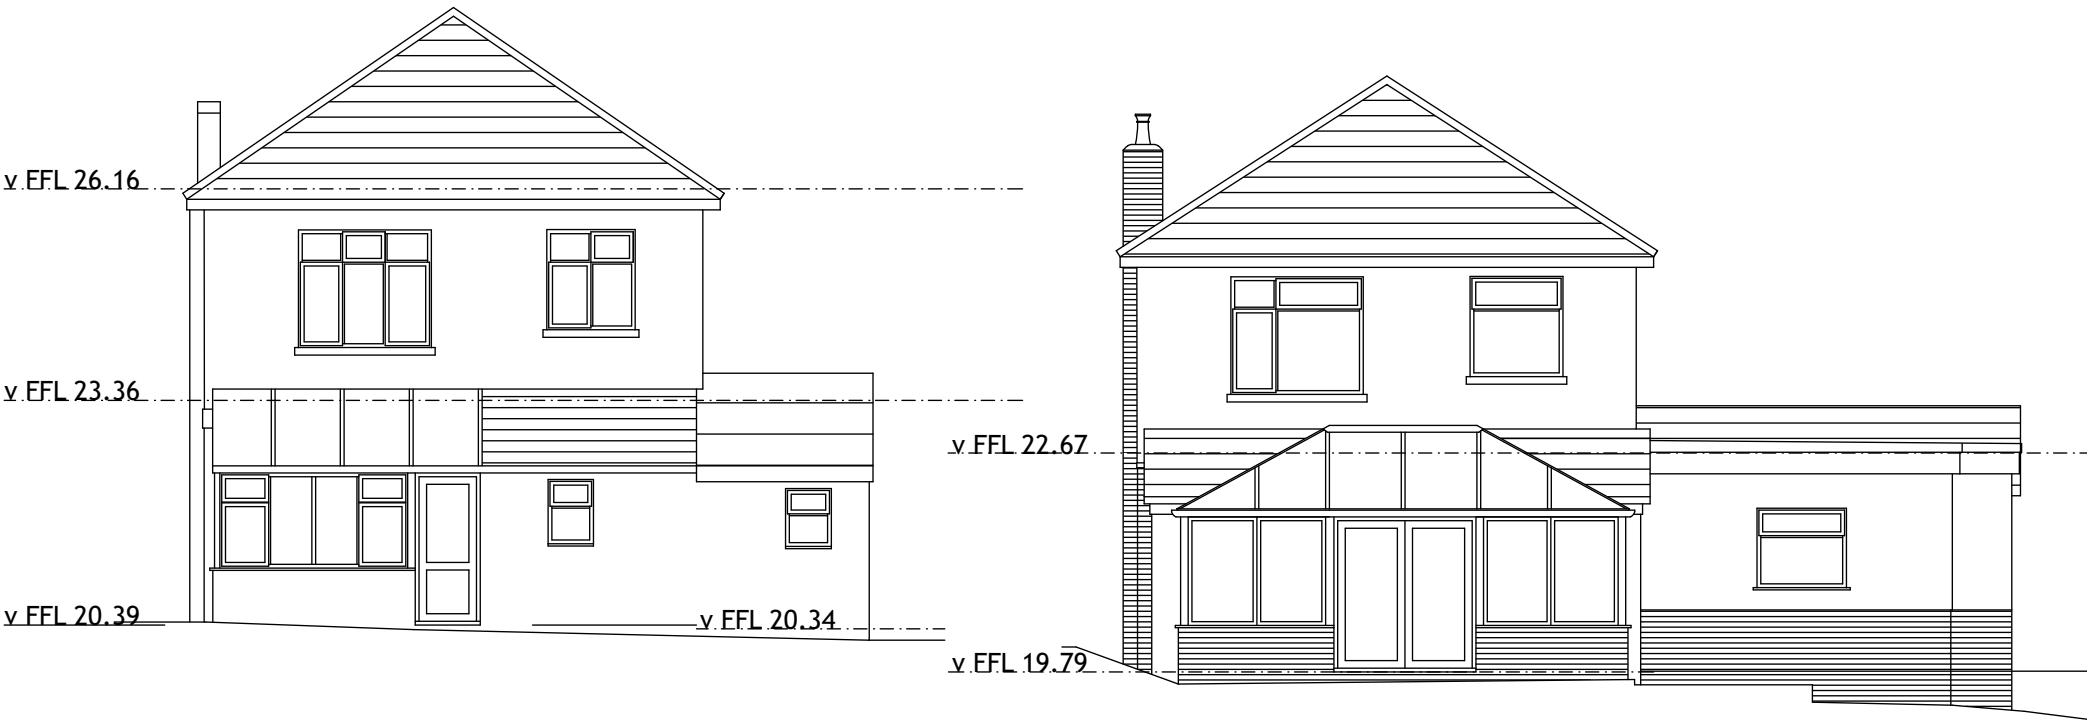 v FFL 26.16
v FFL 23.36
v FFL 20.39
v FFL 20.34
v FFL 22.67
v FFL 19.79